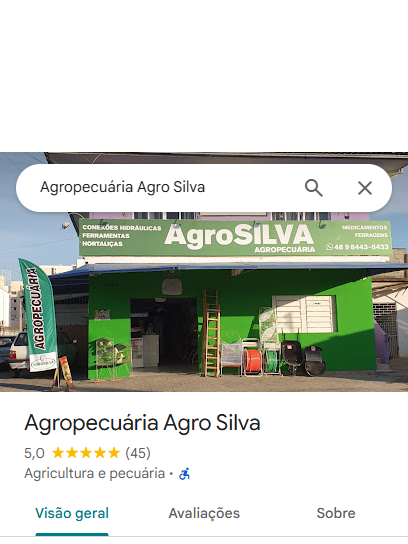 Agropecuária Agro Silva
CONEXÕES HIDRÁULICAS
FERRAMENTAS
HORTALIÇAS
AgroSILVA
AGROPECUÁRIA
MEDICAMENTOS
FERRAGENS
48 9 8443-6433
AGROPECUÁRIA
Agropecuária Agro Silva
5,0 ★★★★★ (45)
Agricultura e pecuária ·
Visão geral
Avaliações
Sobre